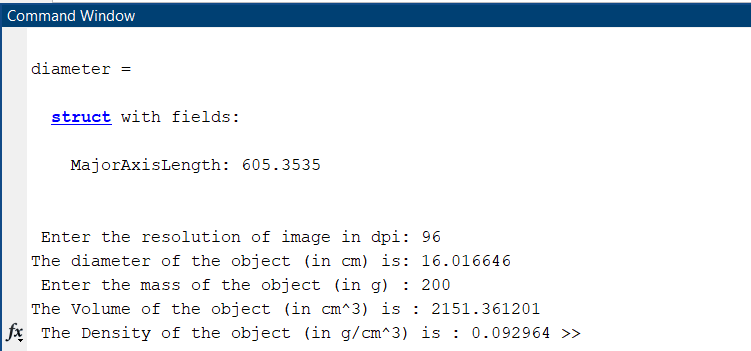 Command Window
diameter =
struct with fields:
MajorAxisLength: 605.3535
Enter the resolution of image in dpi: 96
The diameter of the object (in cm) is: 16.016646
Enter the mass of the object (in g) : 200
The Volume of the object (in cm^3) is : 2151.361201
fx The Density of the object (in g/cm^3) is : 0.092964 >>